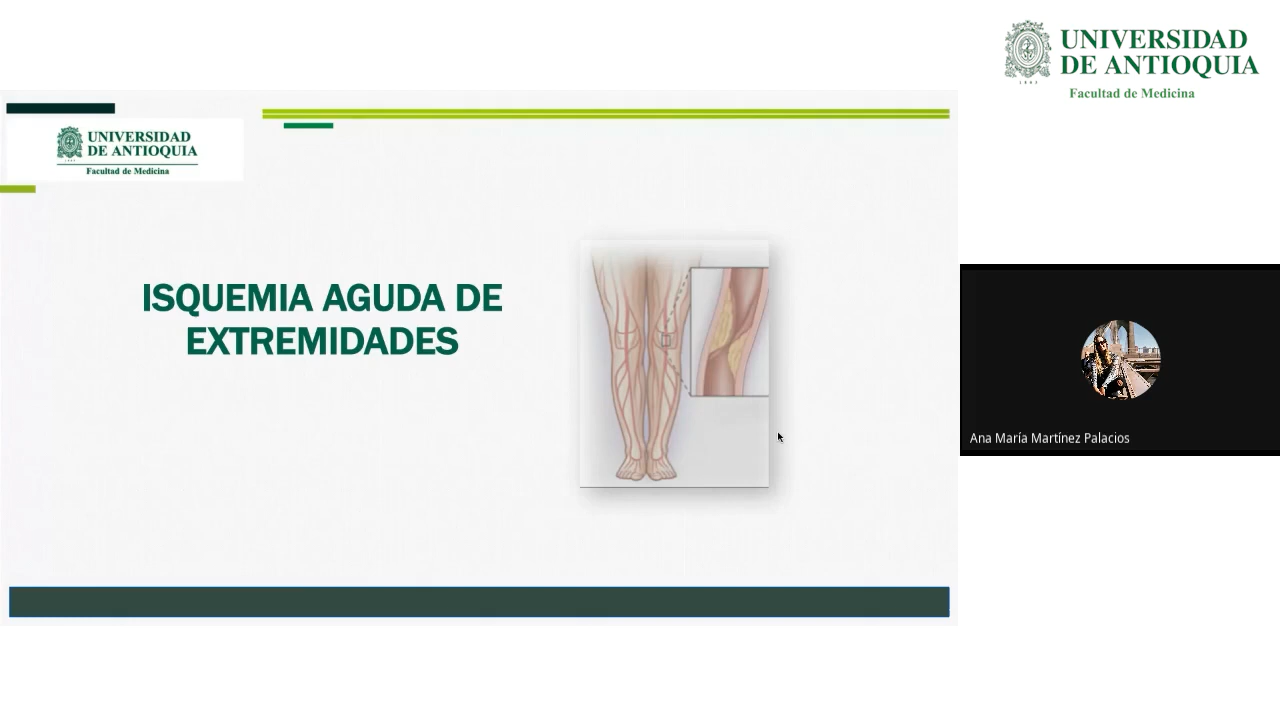 UNIVERSIDAD
DE ANTIOQUIA
Facultad de Medicina
UNIVERSIDAD
DE ANTIOQUIA
Facultad de Medicina
ISQUEMIA AGUDA DE
EXTREMIDADES
Ana María Martínez Palacios